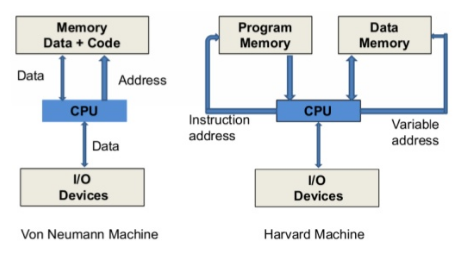 Memory
Data + Code
Data
Address
CPU
Data
I/O
Devices
Von Neumann Machine
Program
Memory
Data
Memory
CPU
Instruction
address
Variable
address
I/O
Devices
Harvard Machine